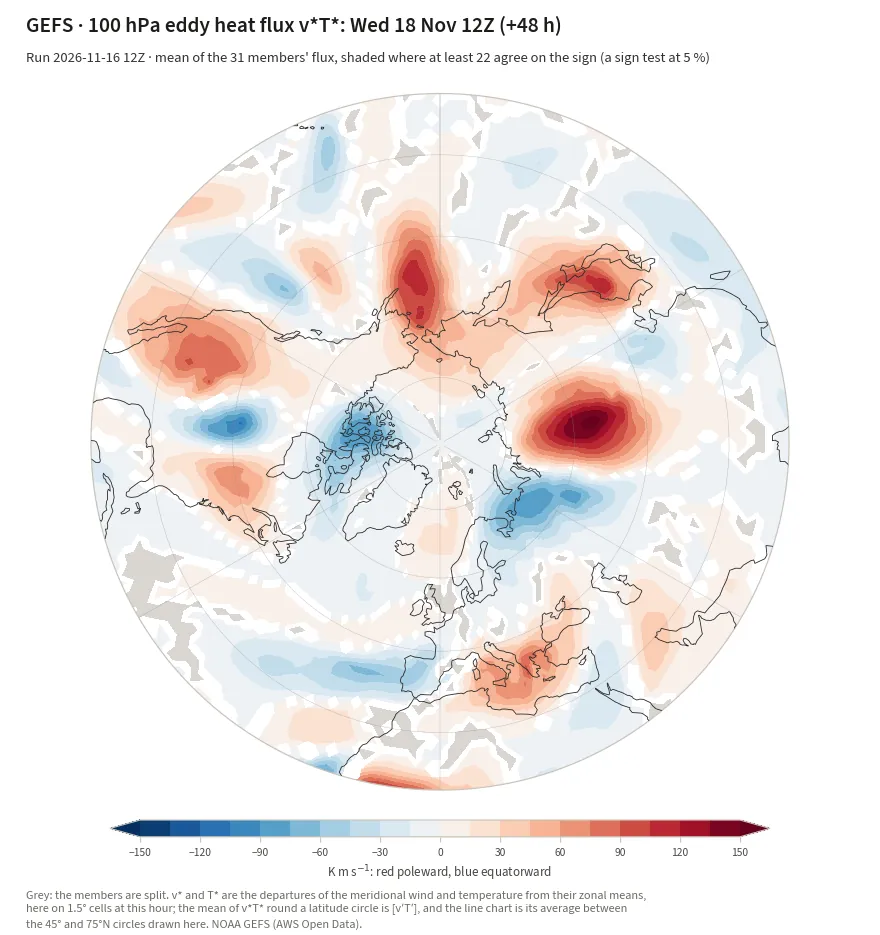 GEFS · 100 hPa eddy heat flux v*T*: Wed 18 Nov 12Z (+48 h)
Run 2026-11-16 12Z · mean of the 31 members' flux, shaded where at least 22 agree on the sign (a sign test at 5 %)
−150 −120 −90 −60 −30 0 30 60 90 120 150
K m s⁻¹: red poleward, blue equatorward
Grey: the members are split. v* and T* are the departures of the meridional wind and temperature from their zonal means,
here on 1.5° cells at this hour; the mean of v*T* round a latitude circle is [v'T'], and the line chart is its average between
the 45° and 75°N circles drawn here. NOAA GEFS (AWS Open Data).